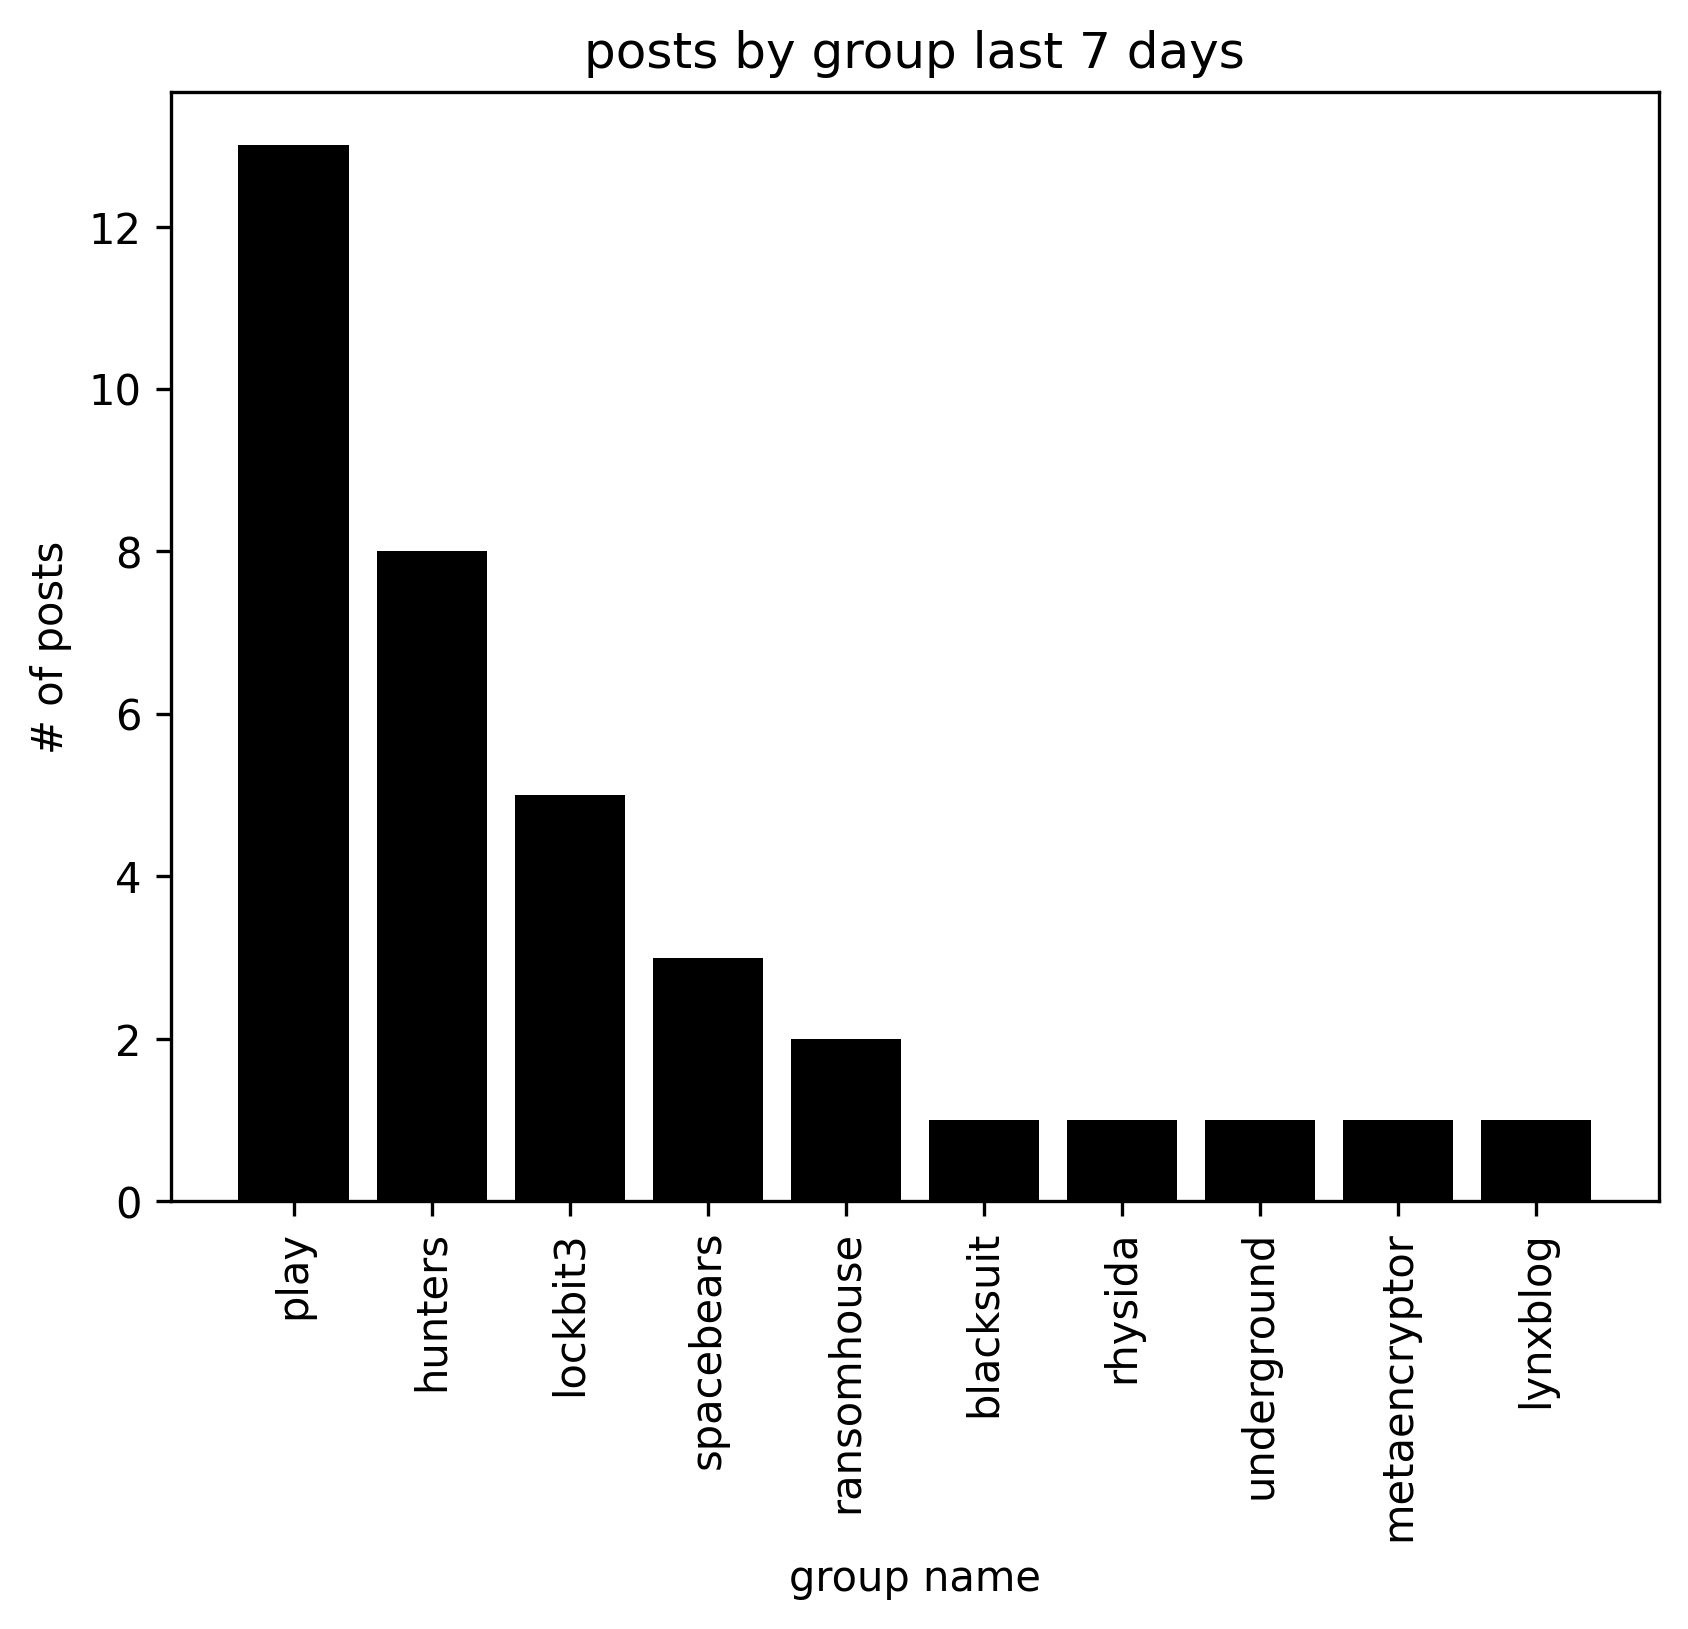 posts by group last 7 days
# of posts
12
10
8
6
4
2
0
play
hunters
lockbit3
spacebears
ransomhouse
blacksuit
rhysida
underground
metaencryptor
lynxblog
group name